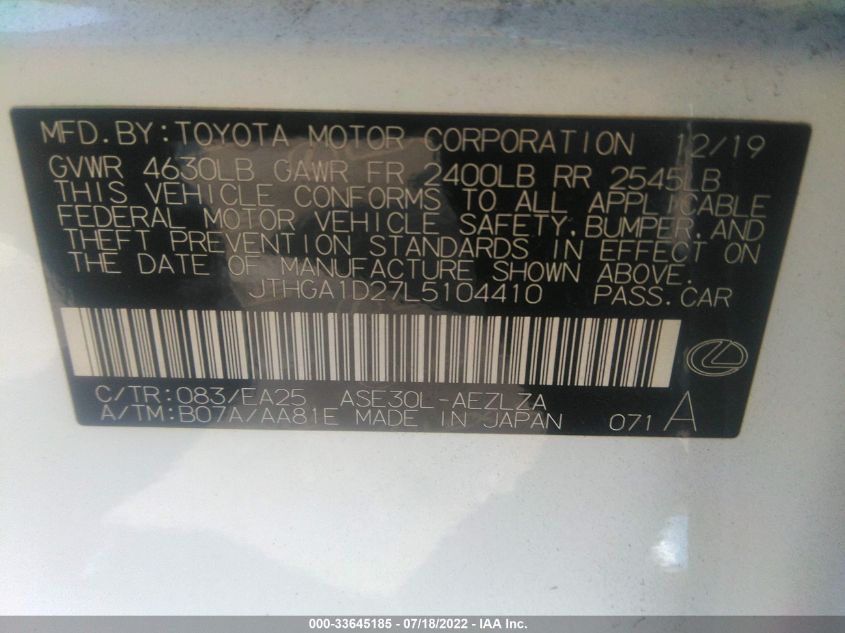 MFD.BY:TOYOTA MOTOR CORPORATION 12/19
GVWR 4630LB GAWR FR 2400LB RR 2545LB
THIS VEHICLE CONFORMS TO ALL APPLICABLE
FEDERAL MOTOR VEHICLE SAFETY,BUMPER,AND
THEFT PREVENTION STANDARDS IN EFFECT ON
THE DATE OF MANUFACTURE SHOWN ABOVE.
JTHGA1D27L5104410 PASS.CAR
C/TR:083/EA25 ASE30L-AEZLZA
A/TM:B07A/AA81E MADE IN JAPAN 071 A
000-33645185 - 07/18/2022 - IAA Inc.